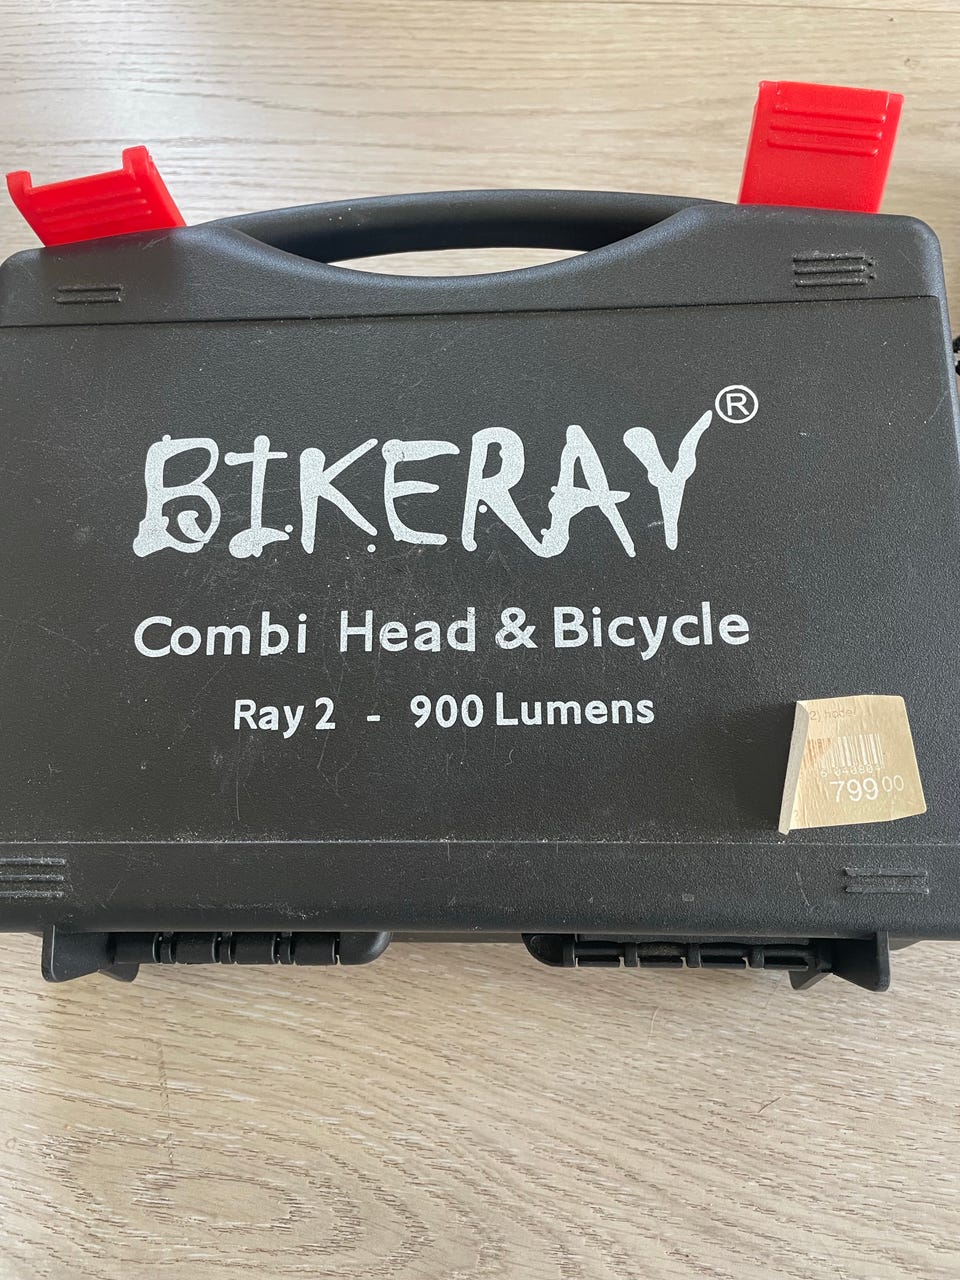 BIKERAY®
Combi Head & Bicycle
Ray 2 - 900 Lumens
799 00